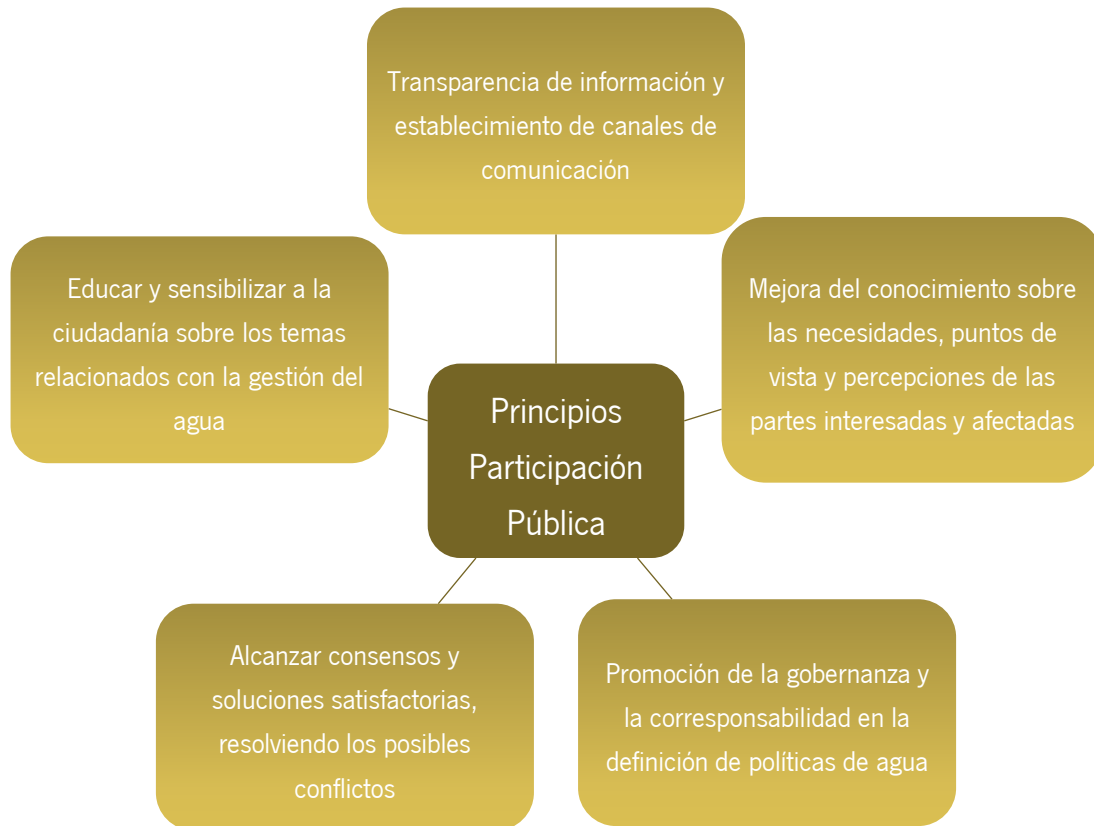 Transparencia de información y
establecimiento de canales de
comunicación
Educar y sensibilizar a la
ciudadanía sobre los temas
relacionados con la gestión del
agua
Mejora del conocimiento sobre
las necesidades, puntos de
vista y percepciones de las
partes interesadas y afectadas
Principios
Participación
Pública
Alcanzar consensos y
soluciones satisfactorias,
resolviendo los posibles
conflictos
Promoción de la gobernanza y
la corresponsabilidad en la
definición de políticas de agua